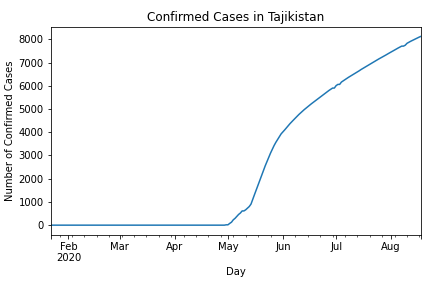 Confirmed Cases in Tajikistan
Number of Confirmed Cases
8000
7000
6000
5000
4000
3000
2000
1000
0
Feb Mar Apr May Jun Jul Aug
2020
Day